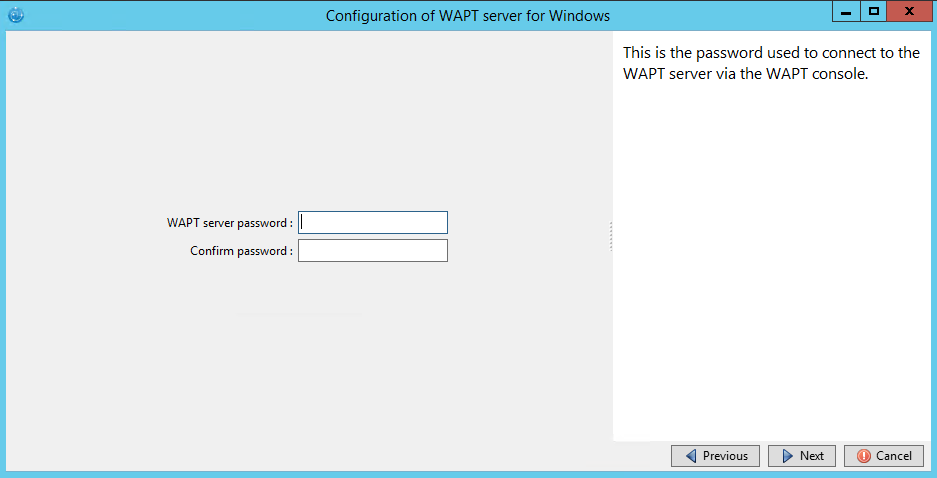 Configuration of WAPT server for Windows
This is the password used to connect to the
WAPT server via the WAPT console.
WAPT server password :
Confirm password :
Previous
Next
Cancel